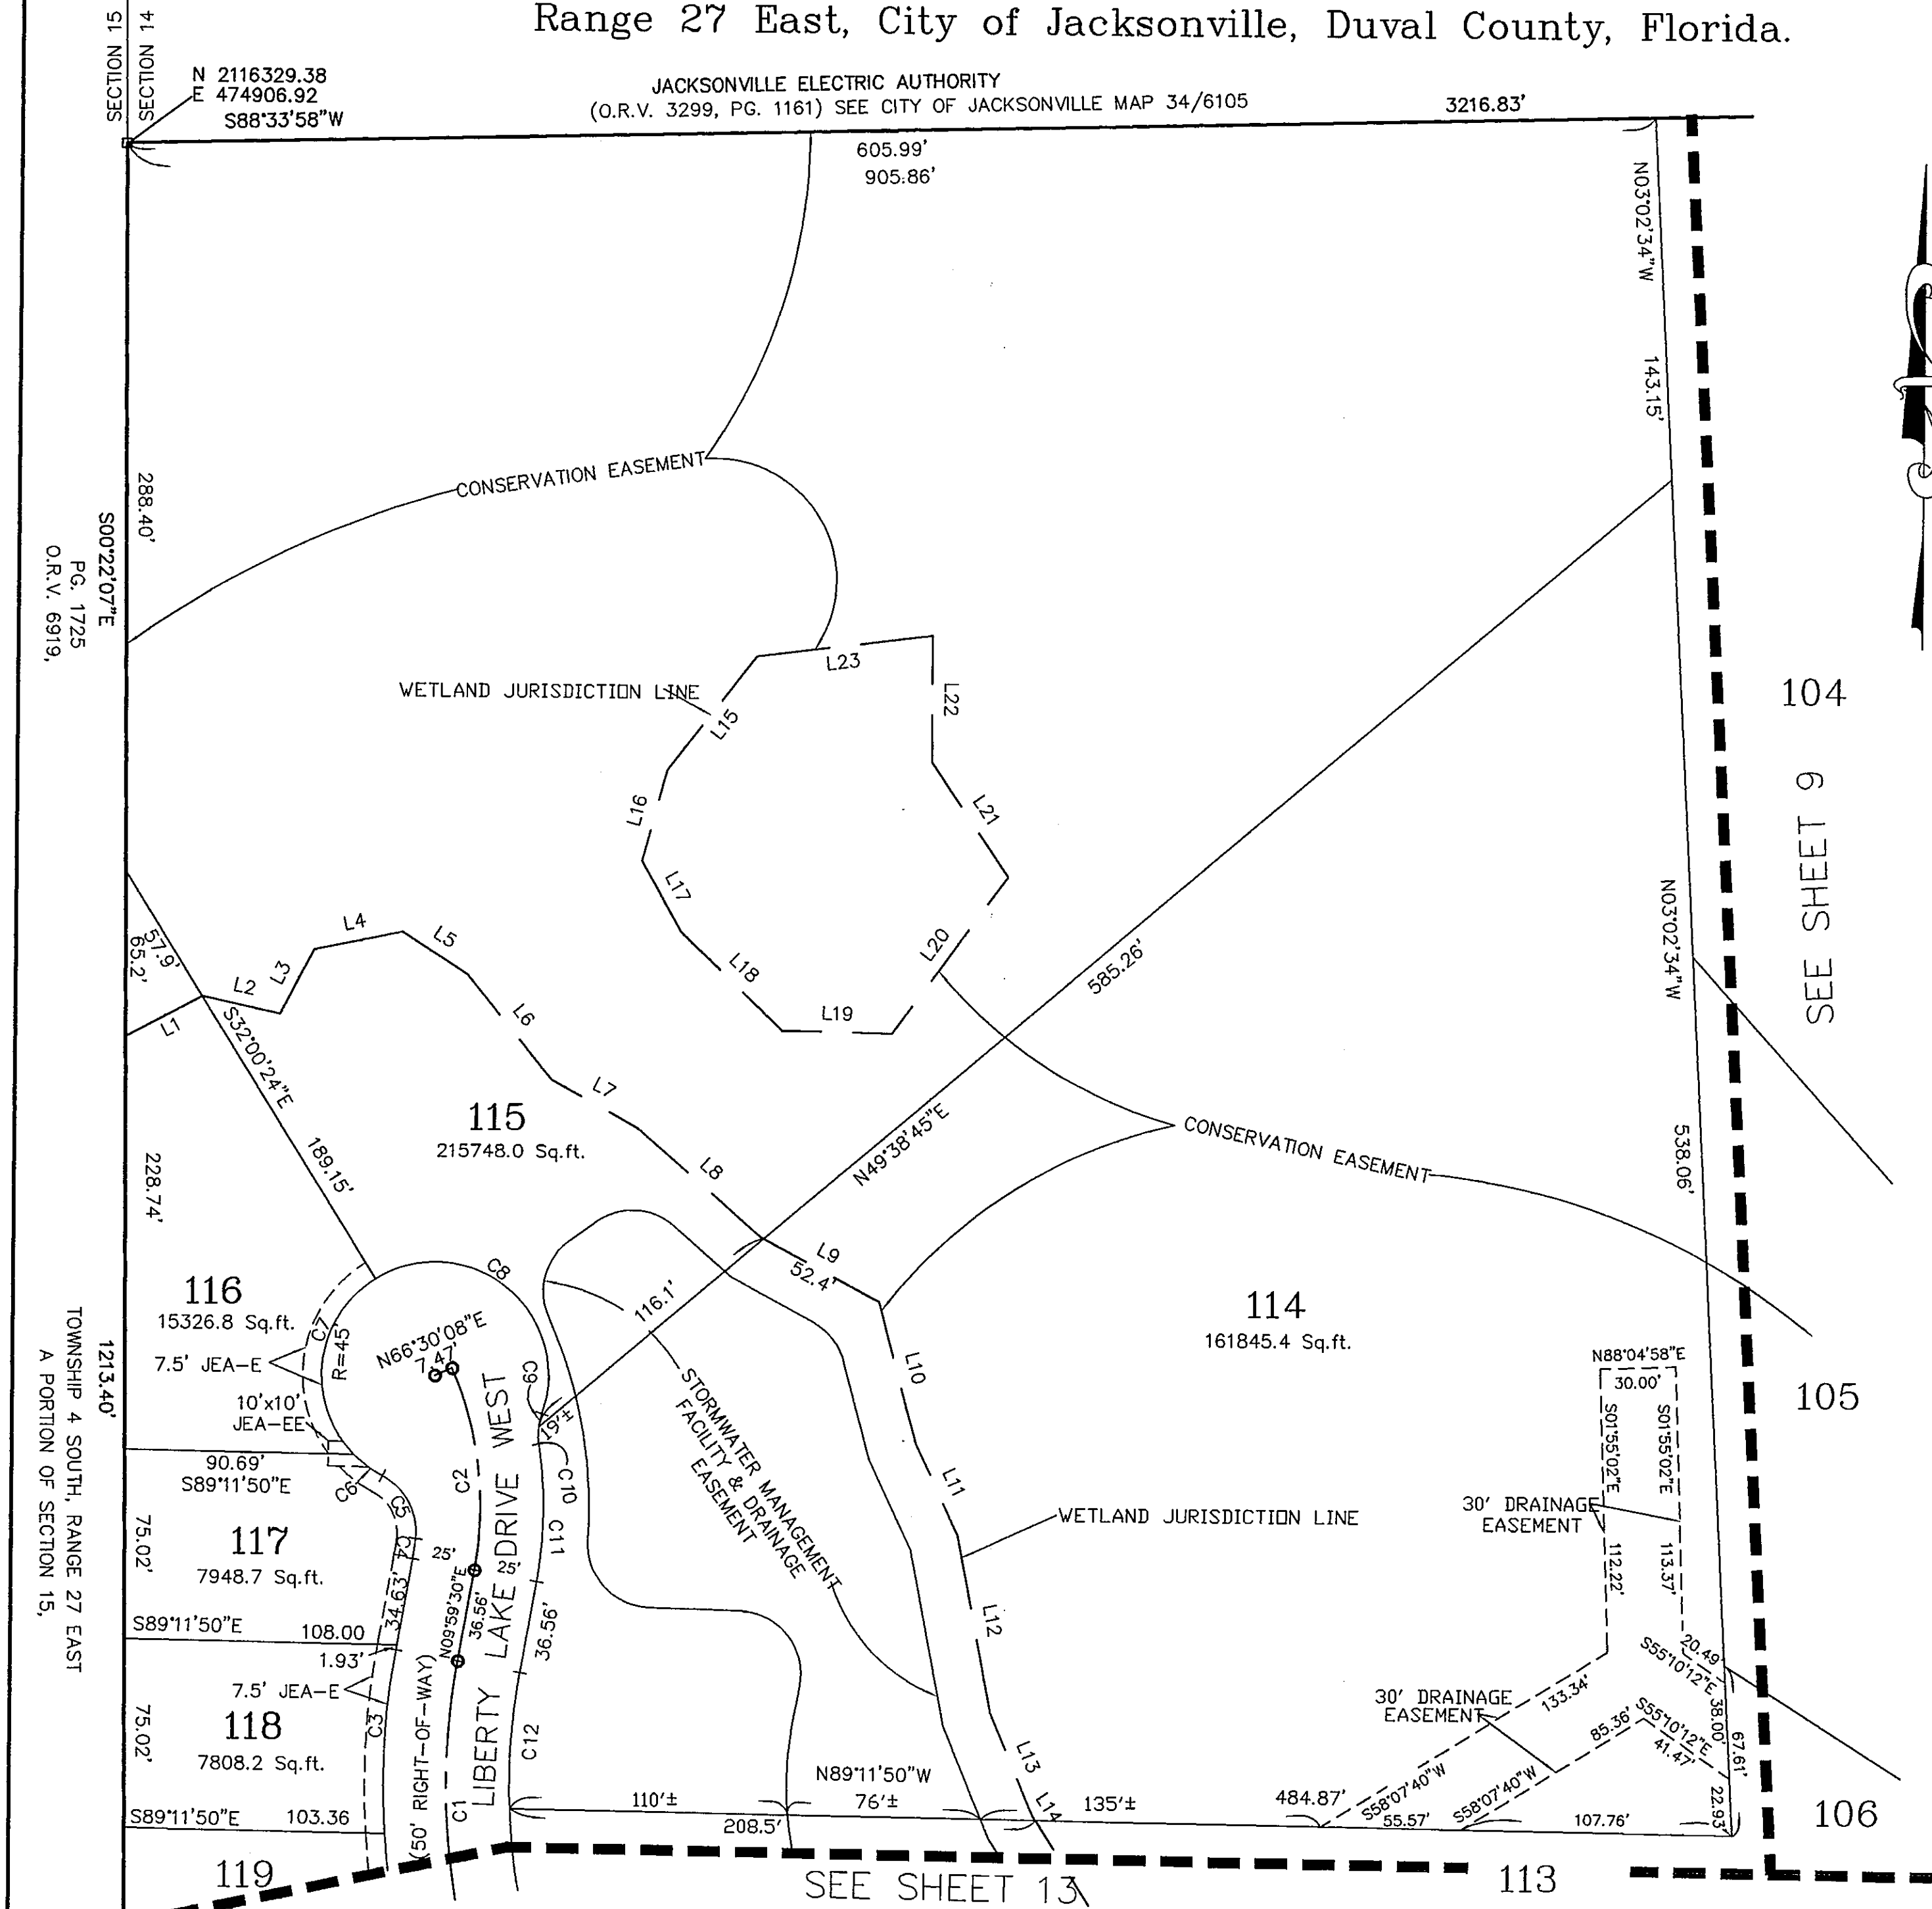 Range 27 East, City of Jacksonville, Duval County, Florida.
SECTION 15
SECTION 14
N 2116329.38
E 474906.92
S88°33'58"W
JACKSONVILLE ELECTRIC AUTHORITY
(O.R.V. 3299, PG. 1161) SEE CITY OF JACKSONVILLE MAP 34/6105
3216.83'
605.99'
905.86'
N03°02'34"W
143.15'
CONSERVATION EASEMENT
288.40'
S00°22'07"E
PG. 1725
O.R.V. 6919,
WETLAND JURISDICTION LINE
L23
L22
L15
L16
L21
L17
L18
L20
L19
104
SEE SHEET 9
N03°02'34"W
538.06'
585.26'
N49°38'45"E
57.9'
65.2'
L1
L2
L3
L4
L5
L6
L7
L8
L9
52.4'
S32°00'24"E
189.15'
115
215748.0 Sq.ft.
228.74'
CONSERVATION EASEMENT
114
161845.4 Sq.ft.
116
15326.8 Sq.ft.
7.5' JEA-E
10'x10'
JEA-EE
C7
R=45'
C8
N66°30'08"E
7.47'
C9
19'±
116.1'
C10
C11
C2
90.69'
S89°11'50"E
C6
C5
C4
1213.40'
TOWNSHIP 4 SOUTH, RANGE 27 EAST
A PORTION OF SECTION 15,
75.02'
117
7948.7 Sq.ft.
25'
25'
34.63'
N09°59'30"E
36.56'
36.56'
S89°11'50"E
108.00
1.93'
7.5' JEA-E
75.02'
118
7808.2 Sq.ft.
C3
C12
C1
(50' RIGHT-OF-WAY)
LIBERTY LAKE DRIVE WEST
S89°11'50"E
103.36
119
STORMWATER MANAGEMENT
FACILITY & DRAINAGE
EASEMENT
L10
L11
L12
L13
L14
WETLAND JURISDICTION LINE
N88°04'58"E
30.00'
S01°55'02"E
S01°55'02"E
112.22'
113.37'
30' DRAINAGE
EASEMENT
105
20.49'
S55°10'12"E
38.00'
67.61'
22.93'
30' DRAINAGE
EASEMENT
133.34'
85.36'
S55°10'12"E
41.47'
S58°07'40"W
S58°07'40"W
N89°11'50"W
110'±
76'±
135'±
208.5'
484.87'
55.57'
107.76'
106
SEE SHEET 13
113